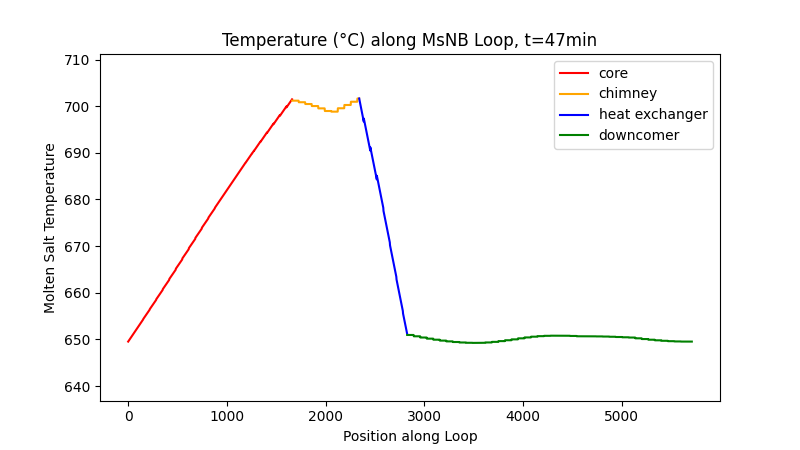 Temperature (°C) along MsNB Loop, t=47min
710
700
690
680
670
660
650
640
Molten Salt Temperature
core
chimney
heat exchanger
downcomer
0 1000 2000 3000 4000 5000
Position along Loop